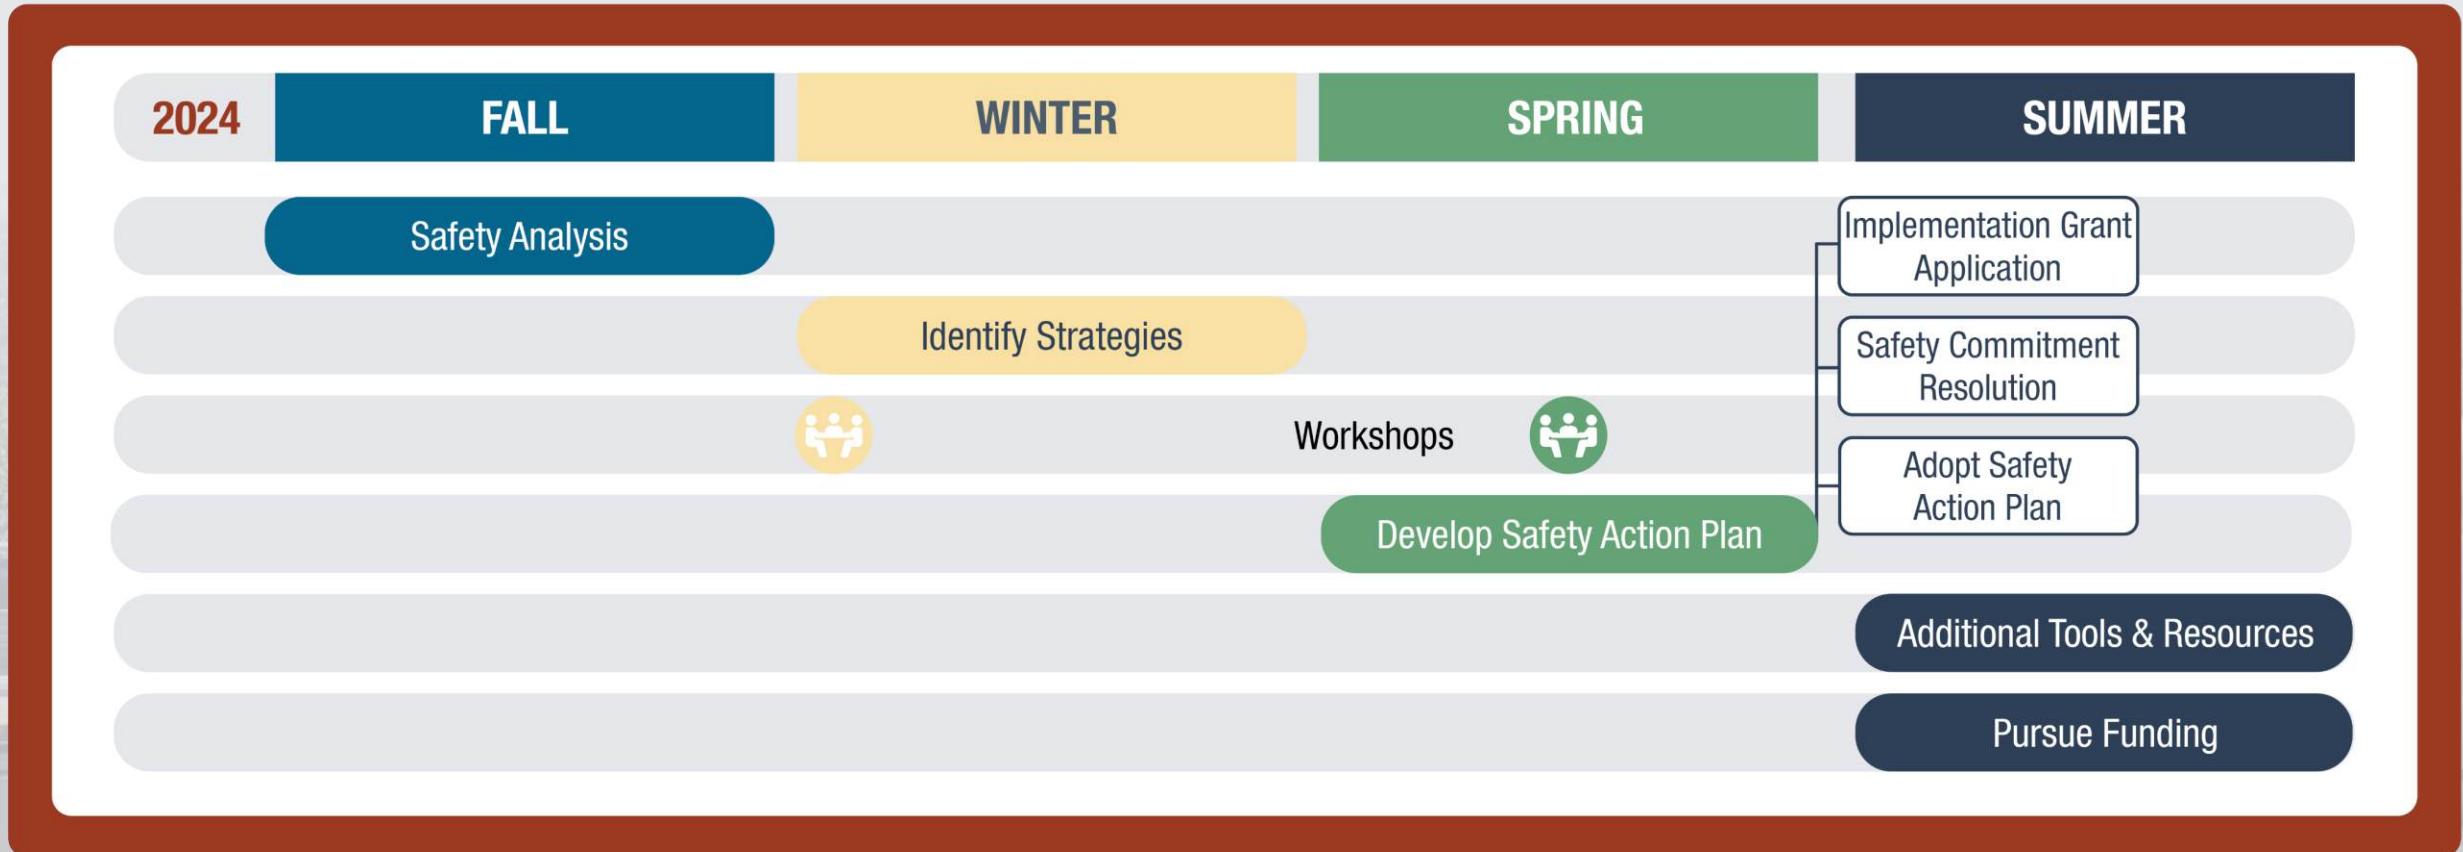 2024 FALL WINTER SPRING SUMMER
Safety Analysis
Implementation Grant
Application
Identify Strategies
Safety Commitment
Resolution
Workshops
Adopt Safety
Action Plan
Develop Safety Action Plan
Additional Tools & Resources
Pursue Funding